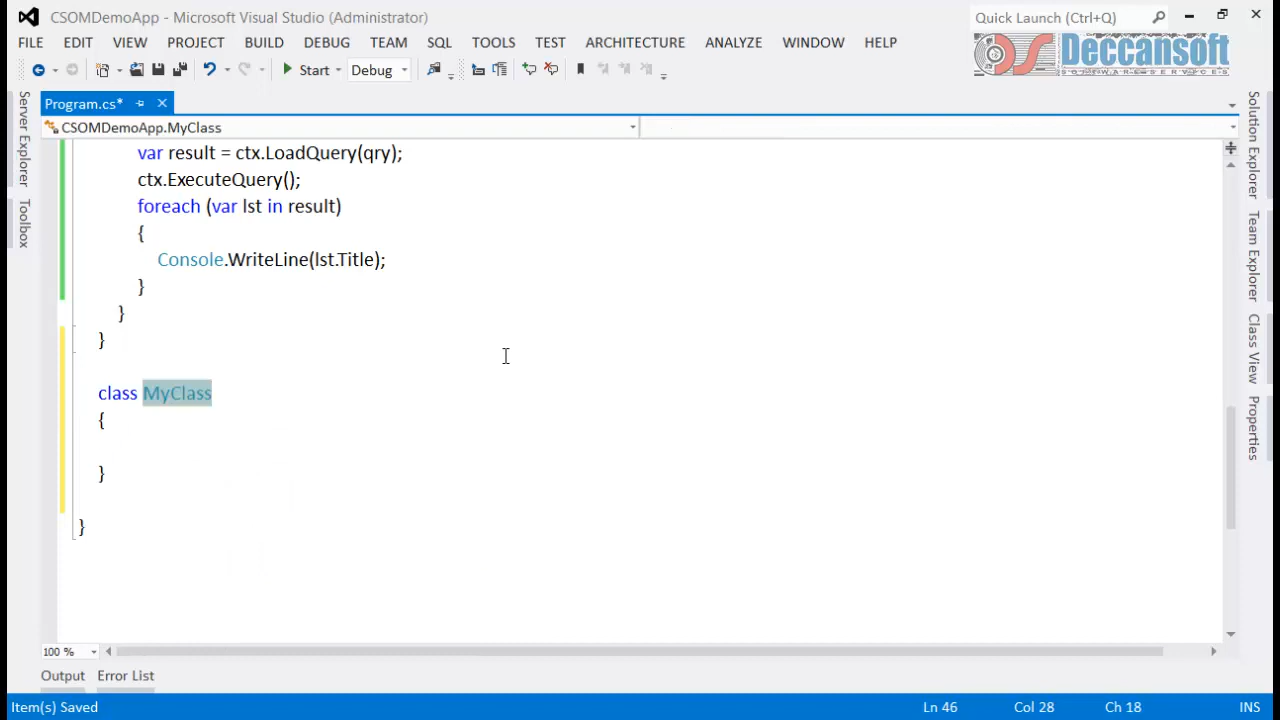 CSOMDemoApp - Microsoft Visual Studio (Administrator)
Quick Launch (Ctrl+Q)
FILE EDIT VIEW PROJECT BUILD DEBUG TEAM SQL TOOLS TEST ARCHITECTURE ANALYZE WINDOW HELP
Deccansoft
SOFTWARE SERVICES
Start Debug
Program.cs*
CSOMDemoApp.MyClass
Server Explorer
Toolbox
var result = ctx.LoadQuery(qry);
ctx.ExecuteQuery();
foreach (var lst in result)
{
Console.WriteLine(lst.Title);
}
}
}
class MyClass
{
}
}
Solution Explorer
Team Explorer
Class View
Properties
100 %
Output Error List
Item(s) Saved Ln 46 Col 28 Ch 18 INS